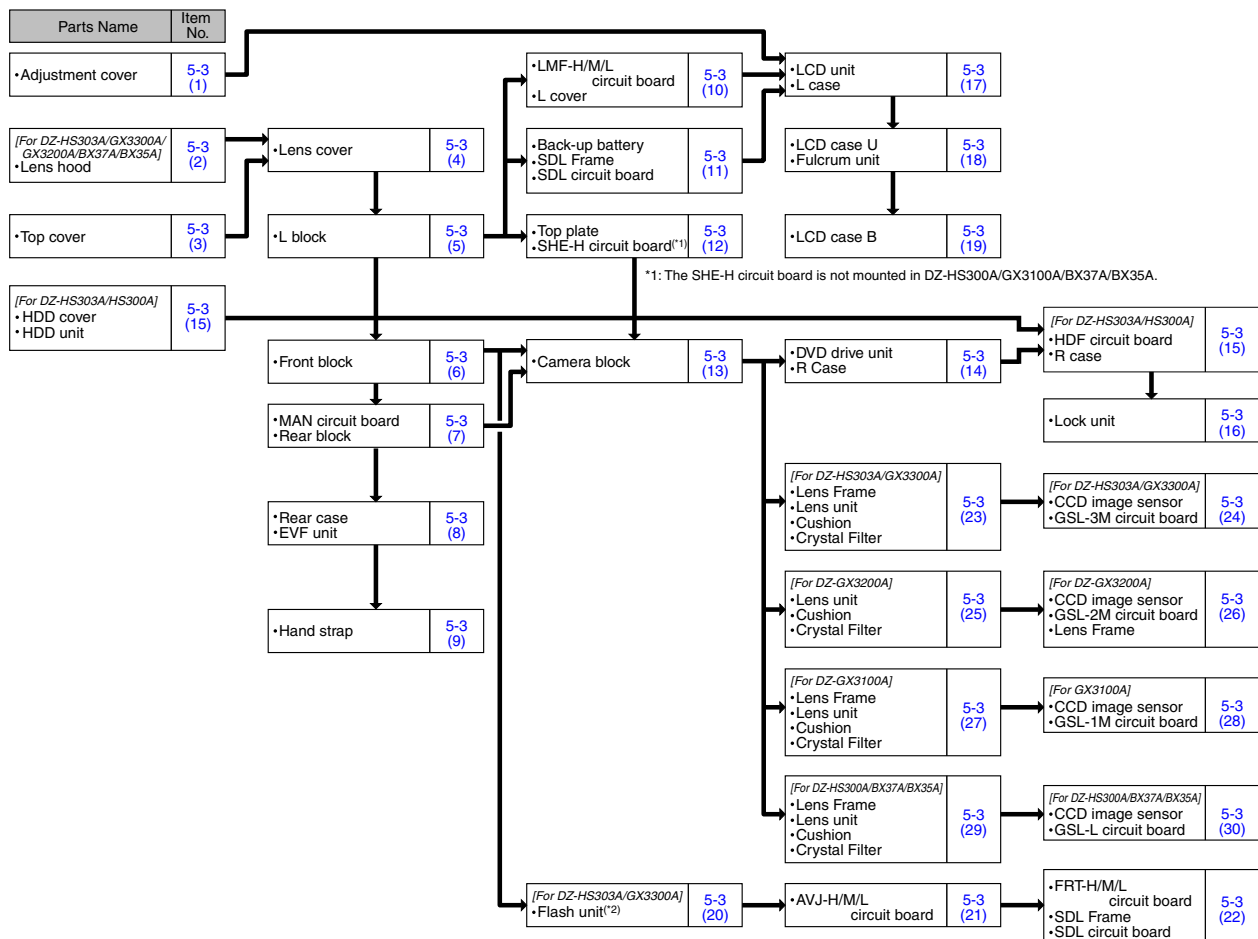 Parts Name
Item
No.
•Adjustment cover
5-3
(1)
[For DZ-HS303A/GX3300A/
GX3200A/BX37A/BX35A]
•Lens hood
5-3
(2)
•Top cover
5-3
(3)
[For DZ-HS303A/HS300A]
•HDD cover
•HDD unit
5-3
(15)
•Lens cover
5-3
(4)
•L block
5-3
(5)
•Front block
5-3
(6)
•MAN circuit board
•Rear block
5-3
(7)
•Rear case
•EVF unit
5-3
(8)
•Hand strap
5-3
(9)
•LMF-H/M/L
circuit board
•L cover
5-3
(10)
•Back-up battery
•SDL Frame
•SDL circuit board
5-3
(11)
•Top plate
•SHE-H circuit board(*1)
5-3
(12)
*1: The SHE-H circuit board is not mounted in DZ-HS300A/GX3100A/BX37A/BX35A.
•Camera block
5-3
(13)
•LCD unit
•L case
5-3
(17)
•LCD case U
•Fulcrum unit
5-3
(18)
•LCD case B
5-3
(19)
•DVD drive unit
•R Case
5-3
(14)
[For DZ-HS303A/HS300A]
•HDF circuit board
•R case
5-3
(15)
•Lock unit
5-3
(16)
[For DZ-HS303A/GX3300A]
•Lens Frame
•Lens unit
•Cushion
•Crystal Filter
5-3
(23)
[For DZ-HS303A/GX3300A]
•CCD image sensor
•GSL-3M circuit board
5-3
(24)
[For DZ-GX3200A]
•Lens unit
•Cushion
•Crystal Filter
5-3
(25)
[For DZ-GX3200A]
•CCD image sensor
•GSL-2M circuit board
•Lens Frame
5-3
(26)
[For DZ-GX3100A]
•Lens Frame
•Lens unit
•Cushion
•Crystal Filter
5-3
(27)
[For GX3100A]
•CCD image sensor
•GSL-1M circuit board
5-3
(28)
[For DZ-HS300A/BX37A/BX35A]
•Lens Frame
•Lens unit
•Cushion
•Crystal Filter
5-3
(29)
[For DZ-HS300A/BX37A/BX35A]
•CCD image sensor
•GSL-L circuit board
5-3
(30)
[For DZ-HS303A/GX3300A]
•Flash unit(*2)
5-3
(20)
•AVJ-H/M/L
circuit board
5-3
(21)
•FRT-H/M/L
circuit board
•SDL Frame
•SDL circuit board
5-3
(22)